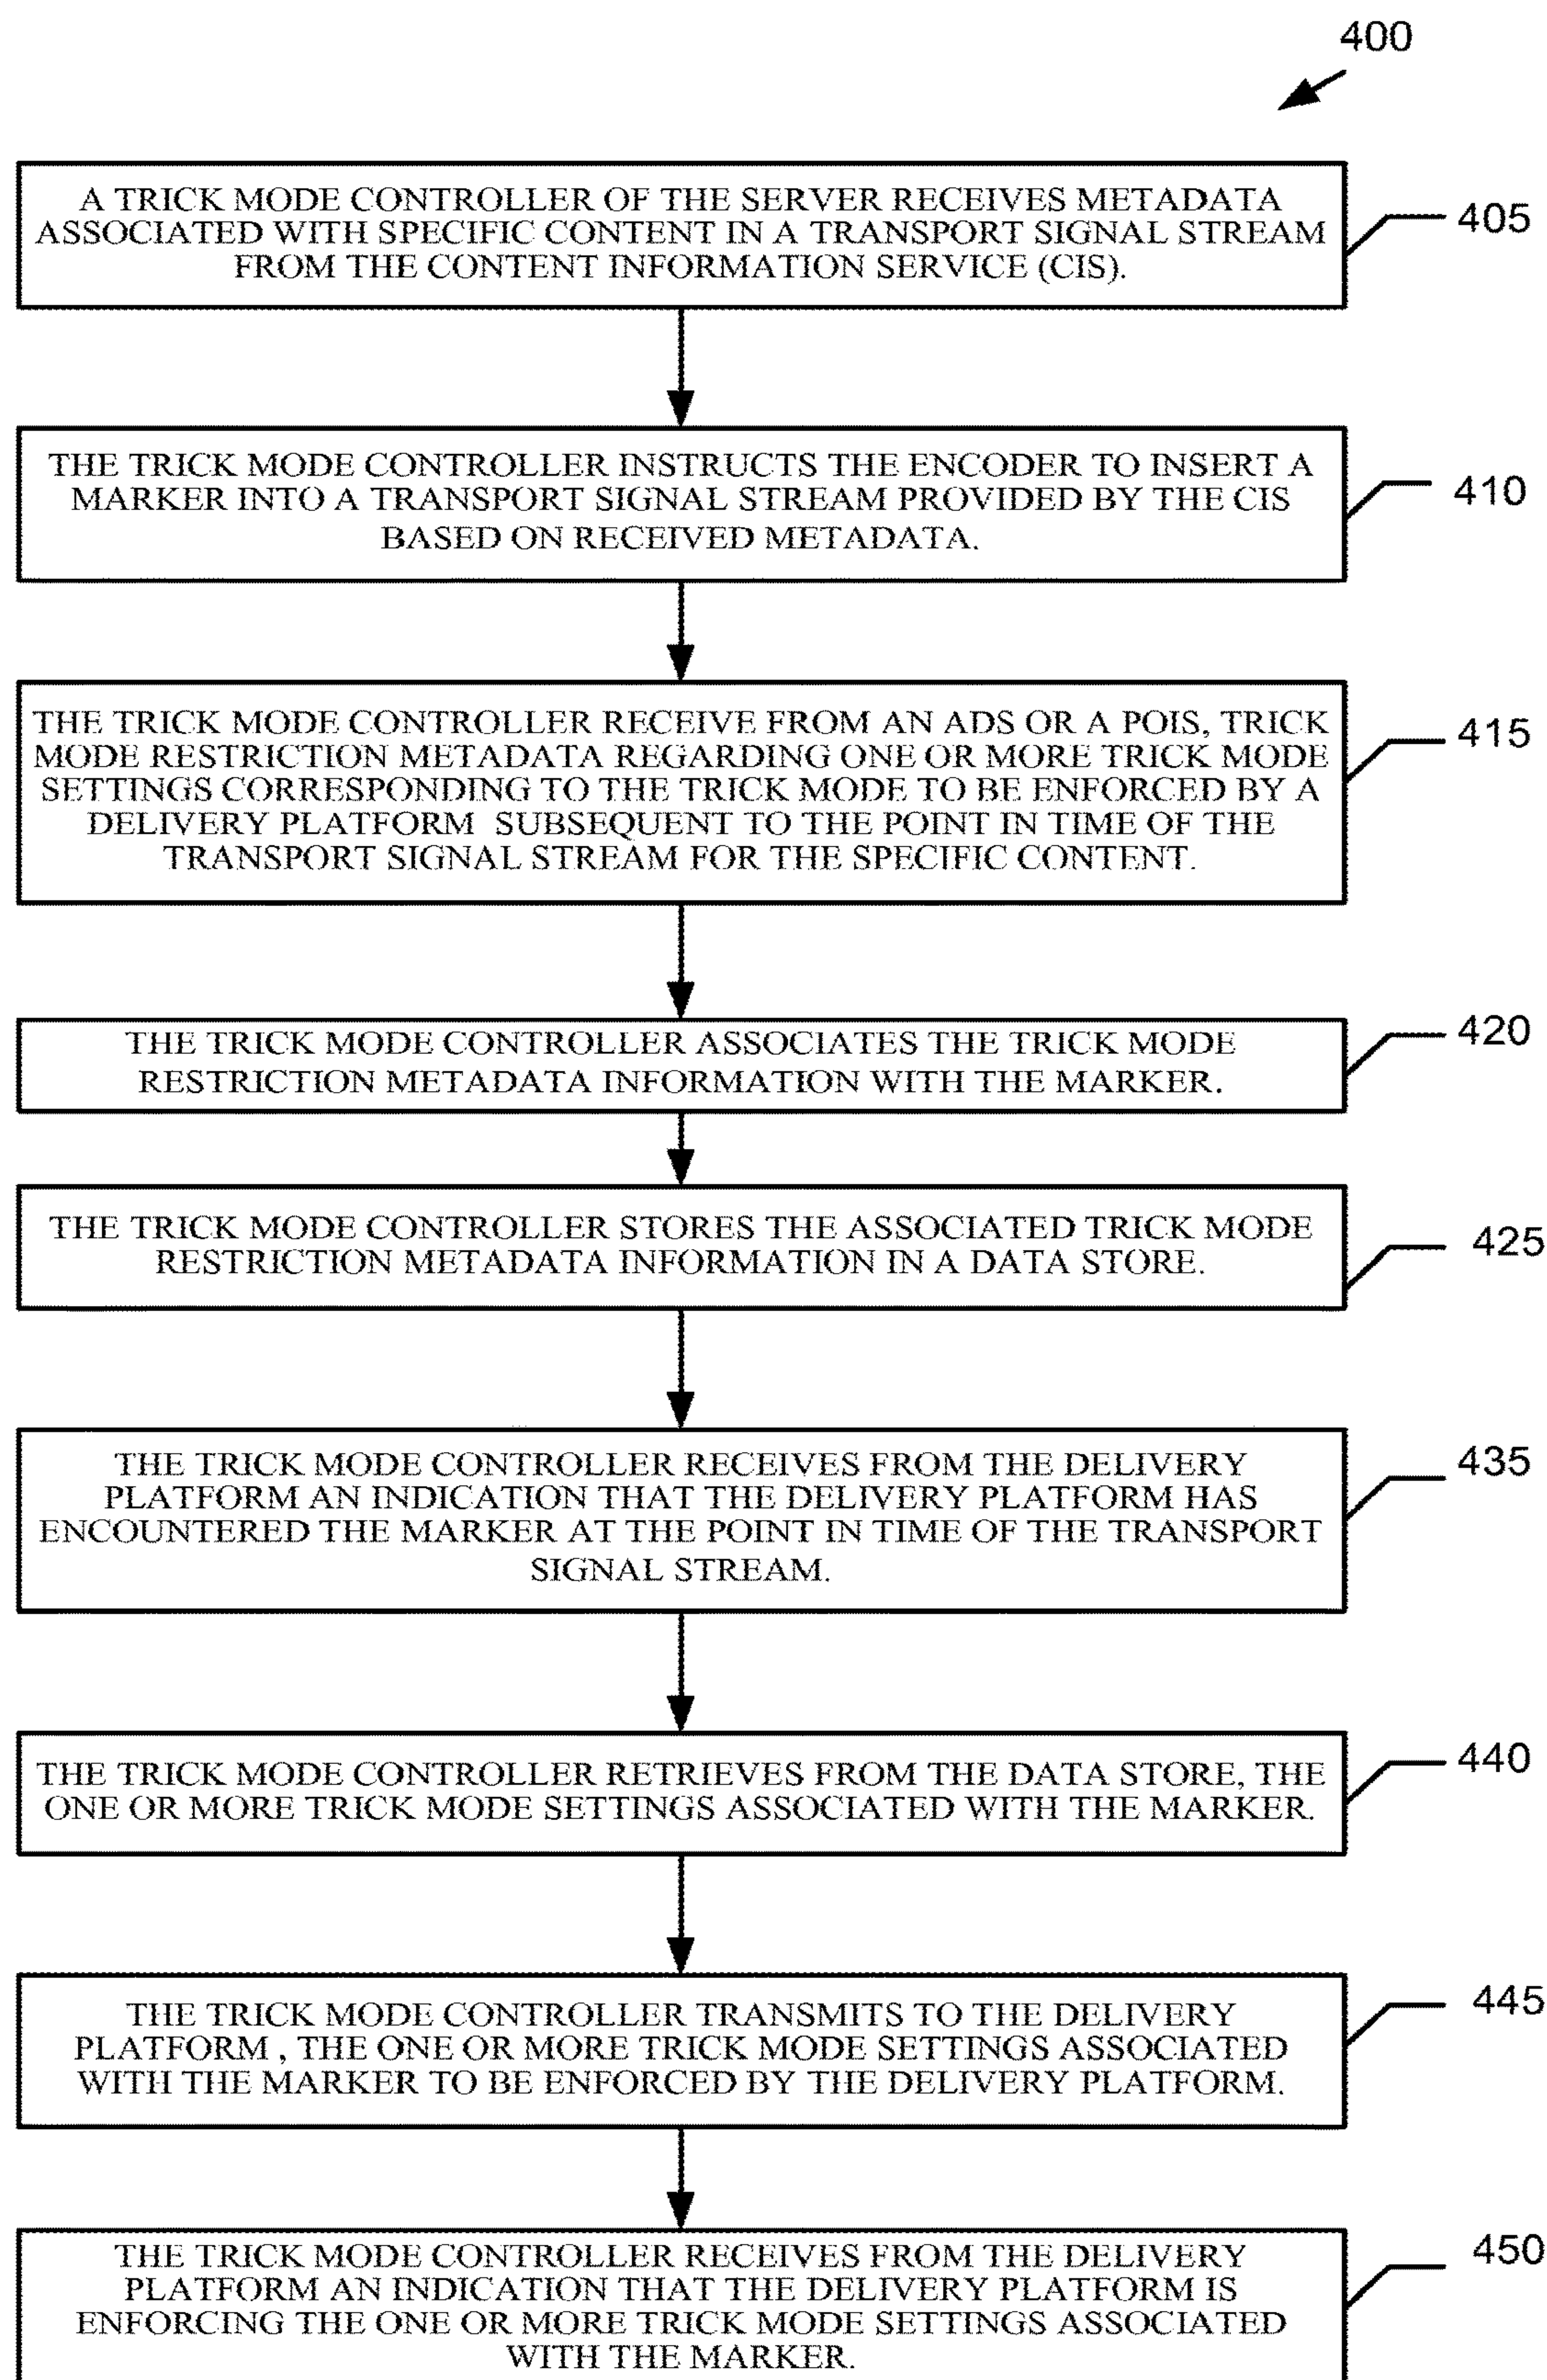 400
A TRICK MODE CONTROLLER OF THE SERVER RECEIVES METADATA
ASSOCIATED WITH SPECIFIC CONTENT IN A TRANSPORT SIGNAL STREAM
FROM THE CONTENT INFORMATION SERVICE (CIS).
405
THE TRICK MODE CONTROLLER INSTRUCTS THE ENCODER TO INSERT A
MARKER INTO A TRANSPORT SIGNAL STREAM PROVIDED BY THE CIS
BASED ON RECEIVED METADATA.
410
THE TRICK MODE CONTROLLER RECEIVE FROM AN ADS OR A POIS, TRICK
MODE RESTRICTION METADATA REGARDING ONE OR MORE TRICK MODE
SETTINGS CORRESPONDING TO THE TRICK MODE TO BE ENFORCED BY A
DELIVERY PLATFORM SUBSEQUENT TO THE POINT IN TIME OF THE
TRANSPORT SIGNAL STREAM FOR THE SPECIFIC CONTENT.
415
THE TRICK MODE CONTROLLER ASSOCIATES THE TRICK MODE
RESTRICTION METADATA INFORMATION WITH THE MARKER.
420
THE TRICK MODE CONTROLLER STORES THE ASSOCIATED TRICK MODE
RESTRICTION METADATA INFORMATION IN A DATA STORE.
425
THE TRICK MODE CONTROLLER RECEIVES FROM THE DELIVERY
PLATFORM AN INDICATION THAT THE DELIVERY PLATFORM HAS
ENCOUNTERED THE MARKER AT THE POINT IN TIME OF THE TRANSPORT
SIGNAL STREAM.
435
THE TRICK MODE CONTROLLER RETRIEVES FROM THE DATA STORE, THE
ONE OR MORE TRICK MODE SETTINGS ASSOCIATED WITH THE MARKER.
440
THE TRICK MODE CONTROLLER TRANSMITS TO THE DELIVERY
PLATFORM , THE ONE OR MORE TRICK MODE SETTINGS ASSOCIATED
WITH THE MARKER TO BE ENFORCED BY THE DELIVERY PLATFORM.
445
THE TRICK MODE CONTROLLER RECEIVES FROM THE DELIVERY
PLATFORM AN INDICATION THAT THE DELIVERY PLATFORM IS
ENFORCING THE ONE OR MORE TRICK MODE SETTINGS ASSOCIATED
WITH THE MARKER.
450